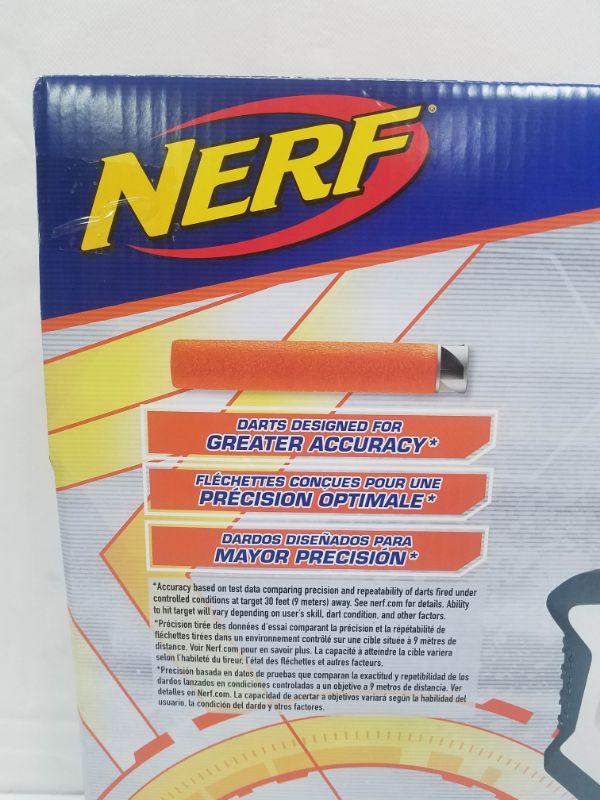 NERF®
DARTS DESIGNED FOR
GREATER ACCURACY*
FLÉCHETTES CONÇUES POUR UNE
PRÉCISION OPTIMALE*
DARDOS DISEÑADOS PARA
MAYOR PRECISIÓN*
*Accuracy based on test data comparing precision and repeatability of darts fired under
controlled conditions at target 30 feet (9 meters) away. See nerf.com for details. Ability
to hit target will vary depending on user's skill, dart condition, and other factors.
*Précision tirée des données d'essai comparant la précision et la répétabilité de
fléchettes tirées dans un environnement contrôlé sur une cible située à 9 mètres de
distance. Voir Nerf.com pour en savoir plus. La capacité à atteindre la cible variera
selon l'habileté du tireur, l'état des fléchettes et autres facteurs.
*Precisión basada en datos de pruebas que comparan la exactitud y repetibilidad de los
dardos lanzados en condiciones controladas a un objetivo a 9 metros de distancia. Ver
detalles en Nerf.com. La capacidad de acertar a objetivos variará según la habilidad del
usuario, la condición del dardo y otros factores.